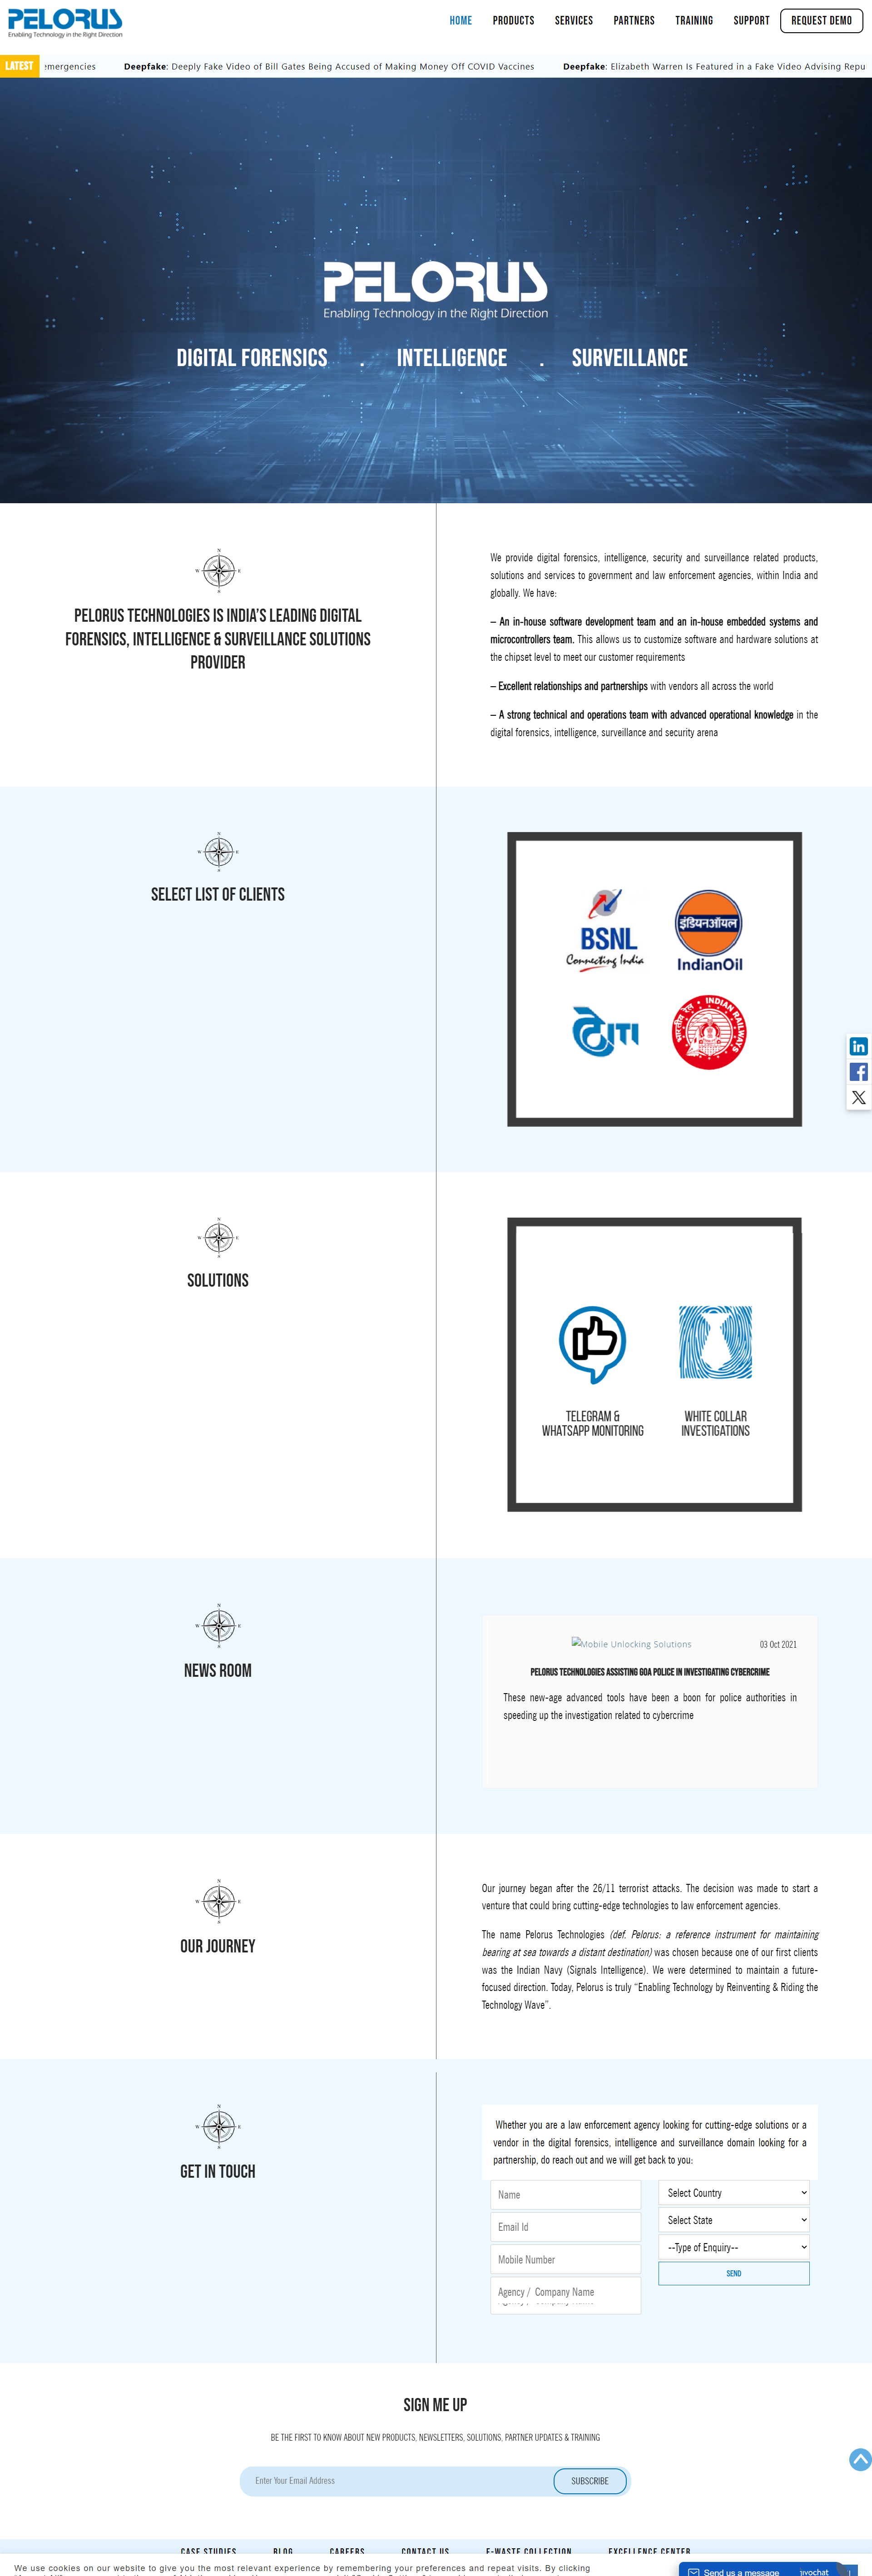 PELORUS
Enabling Technology in the Right Direction
HOME PRODUCTS SERVICES PARTNERS TRAINING SUPPORT REQUEST DEMO
LATEST
emergencies Deepfake: Deeply Fake Video of Bill Gates Being Accused of Making Money Off COVID Vaccines Deepfake: Elizabeth Warren Is Featured in a Fake Video Advising Repu
PELORUS
Enabling Technology in the Right Direction
DIGITAL FORENSICS . INTELLIGENCE . SURVEILLANCE
N
W E
S
PELORUS TECHNOLOGIES IS INDIA'S LEADING DIGITAL
FORENSICS, INTELLIGENCE & SURVEILLANCE SOLUTIONS
PROVIDER
We provide digital forensics, intelligence, security and surveillance related products,
solutions and services to government and law enforcement agencies, within India and
globally. We have:
– An in-house software development team and an in-house embedded systems and
microcontrollers team. This allows us to customize software and hardware solutions at
the chipset level to meet our customer requirements
– Excellent relationships and partnerships with vendors all across the world
– A strong technical and operations team with advanced operational knowledge in the
digital forensics, intelligence, surveillance and security arena
N
W E
S
SELECT LIST OF CLIENTS
BSNL
Connecting India
इंडियनऑयल
IndianOil
ITI
भारतीय रेल INDIAN RAILWAYS
N
W E
S
SOLUTIONS
TELEGRAM &
WHATSAPP MONITORING
WHITE COLLAR
INVESTIGATIONS
N
W E
S
NEWS ROOM
Mobile Unlocking Solutions
03 Oct 2021
PELORUS TECHNOLOGIES ASSISTING GOA POLICE IN INVESTIGATING CYBERCRIME
These new-age advanced tools have been a boon for police authorities in
speeding up the investigation related to cybercrime
N
W E
S
OUR JOURNEY
Our journey began after the 26/11 terrorist attacks. The decision was made to start a
venture that could bring cutting-edge technologies to law enforcement agencies.
The name Pelorus Technologies (def. Pelorus: a reference instrument for maintaining
bearing at sea towards a distant destination) was chosen because one of our first clients
was the Indian Navy (Signals Intelligence). We were determined to maintain a future-
focused direction. Today, Pelorus is truly “Enabling Technology by Reinventing & Riding the
Technology Wave”.
N
W E
S
GET IN TOUCH
Whether you are a law enforcement agency looking for cutting-edge solutions or a
vendor in the digital forensics, intelligence and surveillance domain looking for a
partnership, do reach out and we will get back to you:
Name
Email Id
Mobile Number
Agency / Company Name
Select Country
Select State
--Type of Enquiry--
SEND
SIGN ME UP
BE THE FIRST TO KNOW ABOUT NEW PRODUCTS, NEWSLETTERS, SOLUTIONS, PARTNER UPDATES & TRAINING
Enter Your Email Address
SUBSCRIBE
CASE STUDIES BLOG CAREERS CONTACT US E-WASTE COLLECTION EXCELLENCE CENTER
We use cookies on our website to give you the most relevant experience by remembering your preferences and repeat visits. By clicking
Send us a message
jivochat